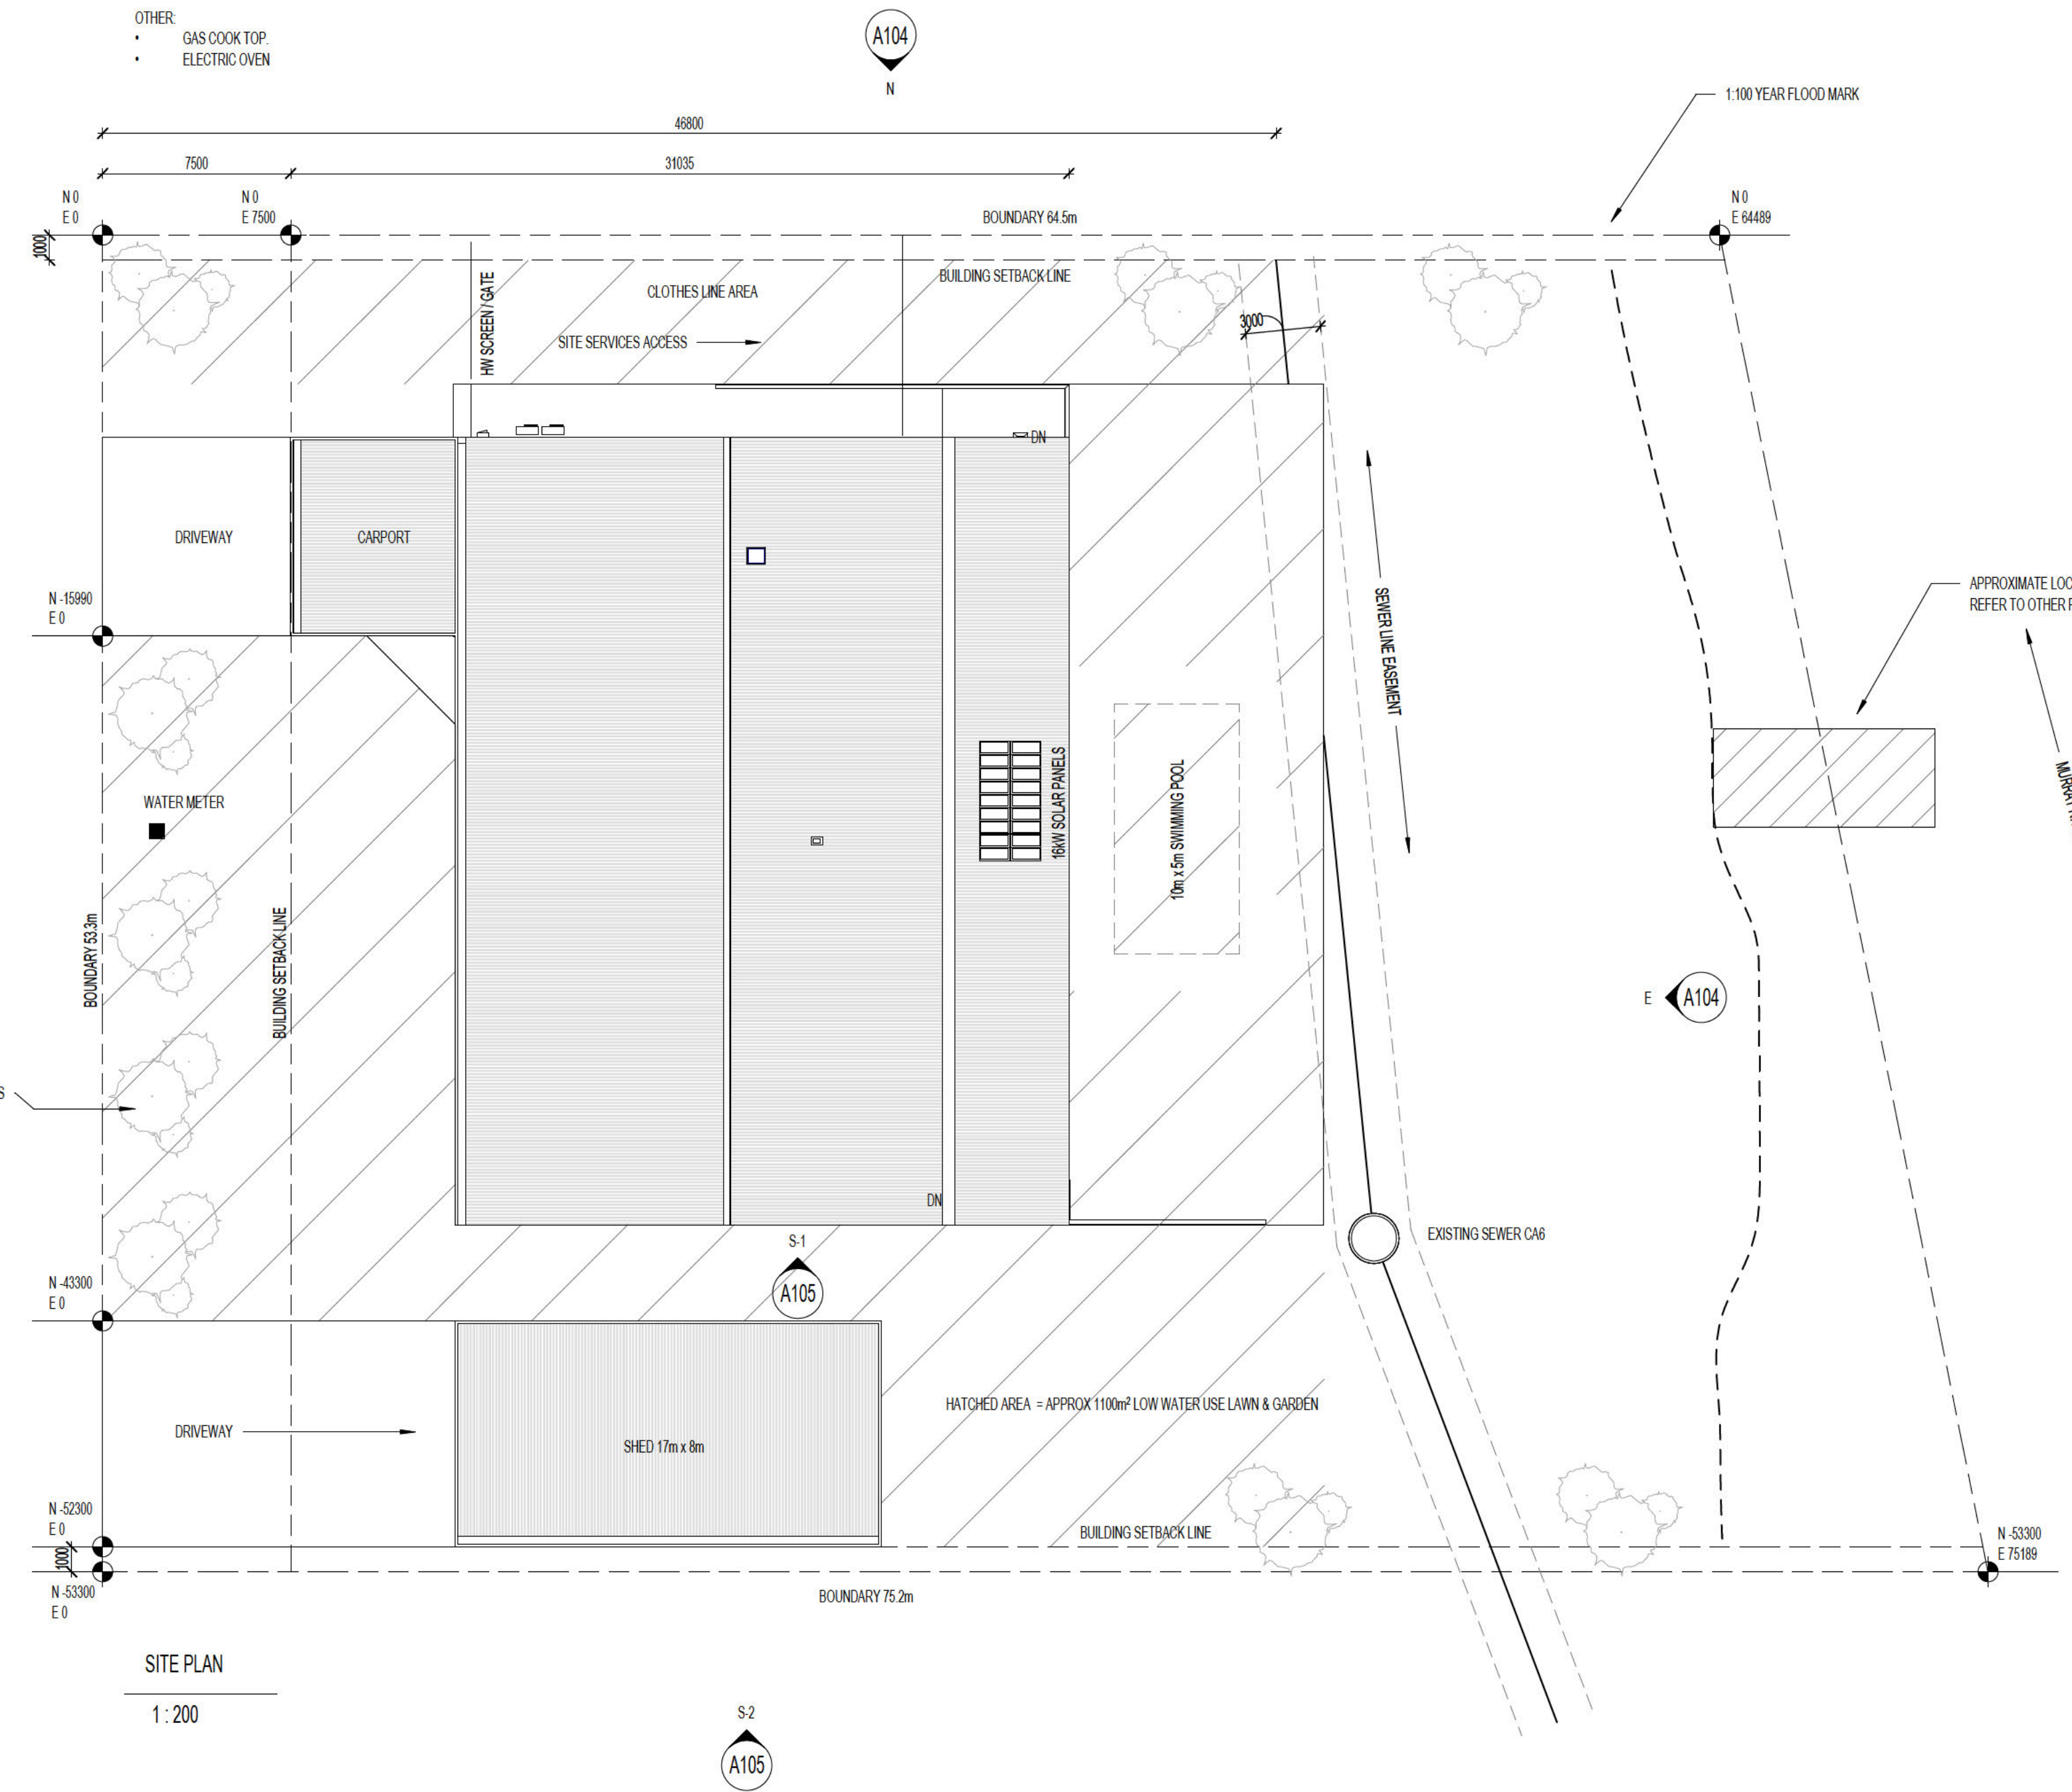 OTHER:
• GAS COOK TOP.
• ELECTRIC OVEN
A104
N
1:100 YEAR FLOOD MARK
46800
7500
31035
N 0
E 0
N 0
E 7500
BOUNDARY 64.5m
N 0
E 64489
1000
HW SCREEN / GATE
CLOTHES LINE AREA
BUILDING SETBACK LINE
SITE SERVICES ACCESS
3000
DN
DRIVEWAY
CARPORT
SEWER LINE EASEMENT
APPROXIMATE LOC
REFER TO OTHER
N -15990
E 0
16kW SOLAR PANELS
10m x 5m SWIMMING POOL
WATER METER
BOUNDARY 53.3m
BUILDING SETBACK LINE
E
A104
S
DN
EXISTING SEWER CA6
S-1
A105
N -43300
E 0
HATCHED AREA = APPROX 1100m² LOW WATER USE LAWN & GARDEN
DRIVEWAY
SHED 17m x 8m
N -52300
E 0
BUILDING SETBACK LINE
1000
N -53300
E 75189
N -53300
E 0
BOUNDARY 75.2m
SITE PLAN
1 : 200
S-2
A105